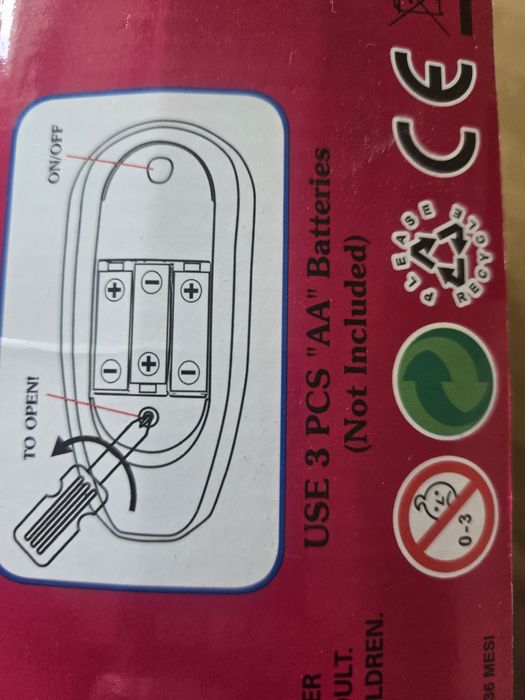 ON/OFF
TO OPEN!
+
−
+
−
+
−
USE 3 PCS "AA" Batteries
(Not Included)
0-3
PLEASE
RECYCLE
CE
ER
ULT.
LDREN.
36 MESI